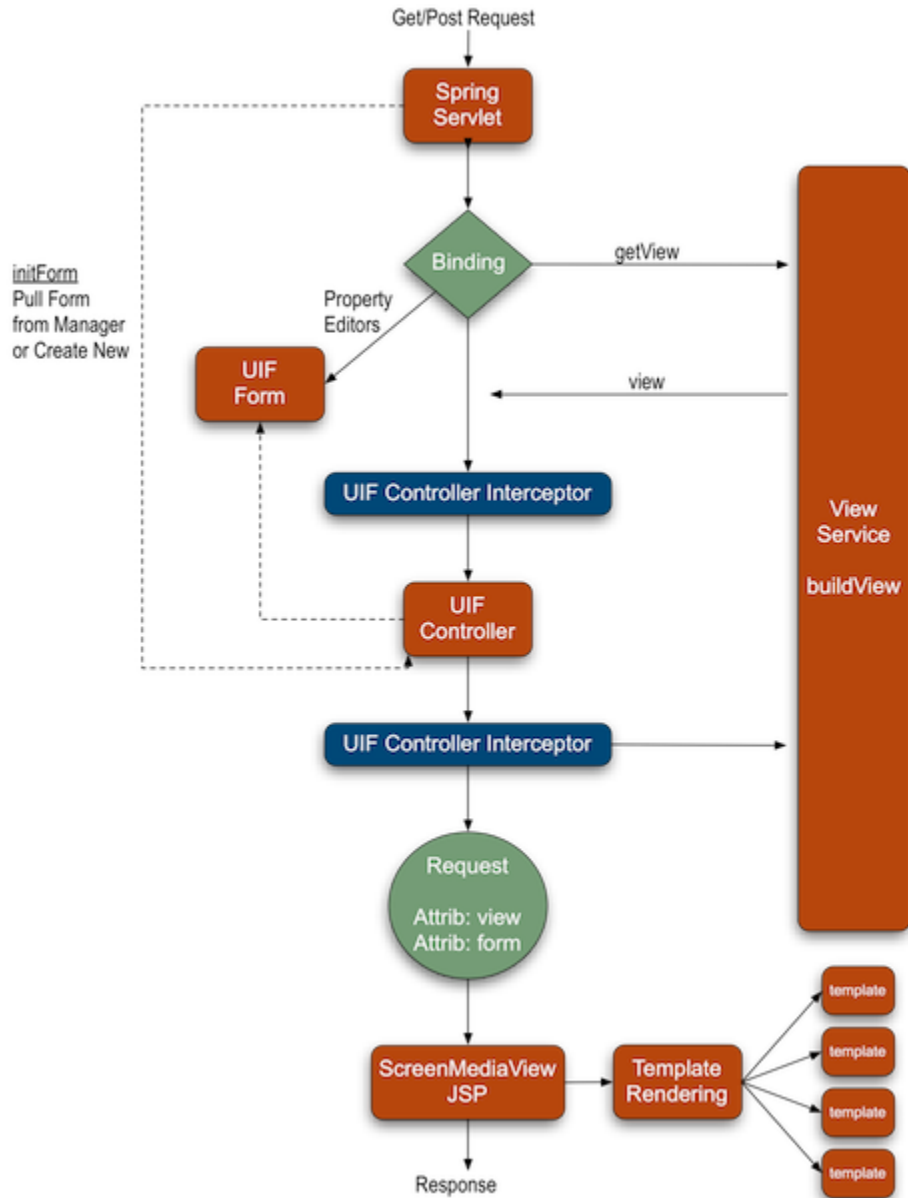 Get/Post Request
Spring
Servlet
Binding
getView
initForm
Pull Form
from Manager
or Create New
Property
Editors
UIF
Form
view
UIF Controller Interceptor
View
Service
buildView
UIF
Controller
UIF Controller Interceptor
Request
Attrib: view
Attrib: form
ScreenMediaView
JSP
Template
Rendering
template
template
template
template
Response